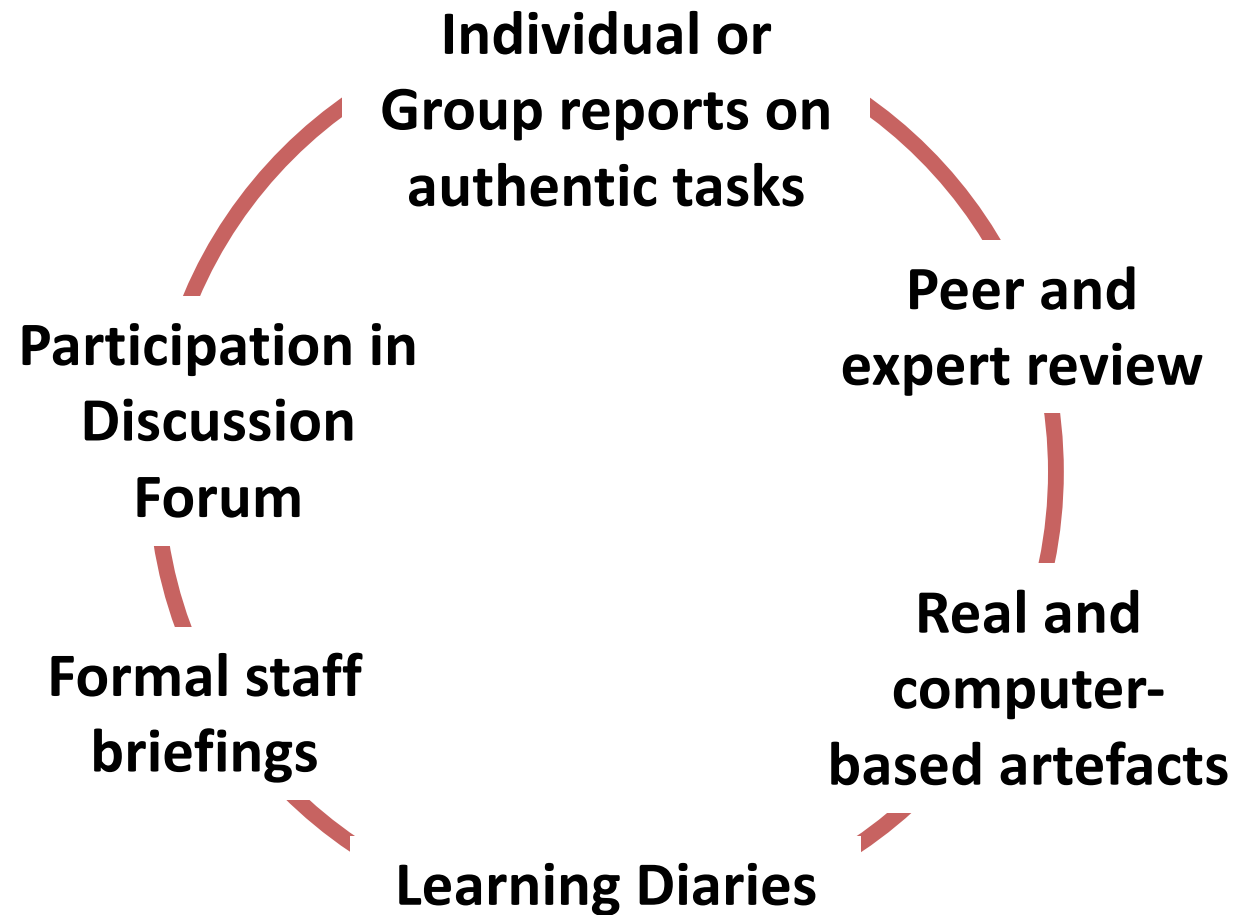 Individual or
Group reports on
authentic tasks
Peer and
expert review
Real and
computer-
based artefacts
Learning Diaries
Formal staff
briefings
Participation in
Discussion
Forum